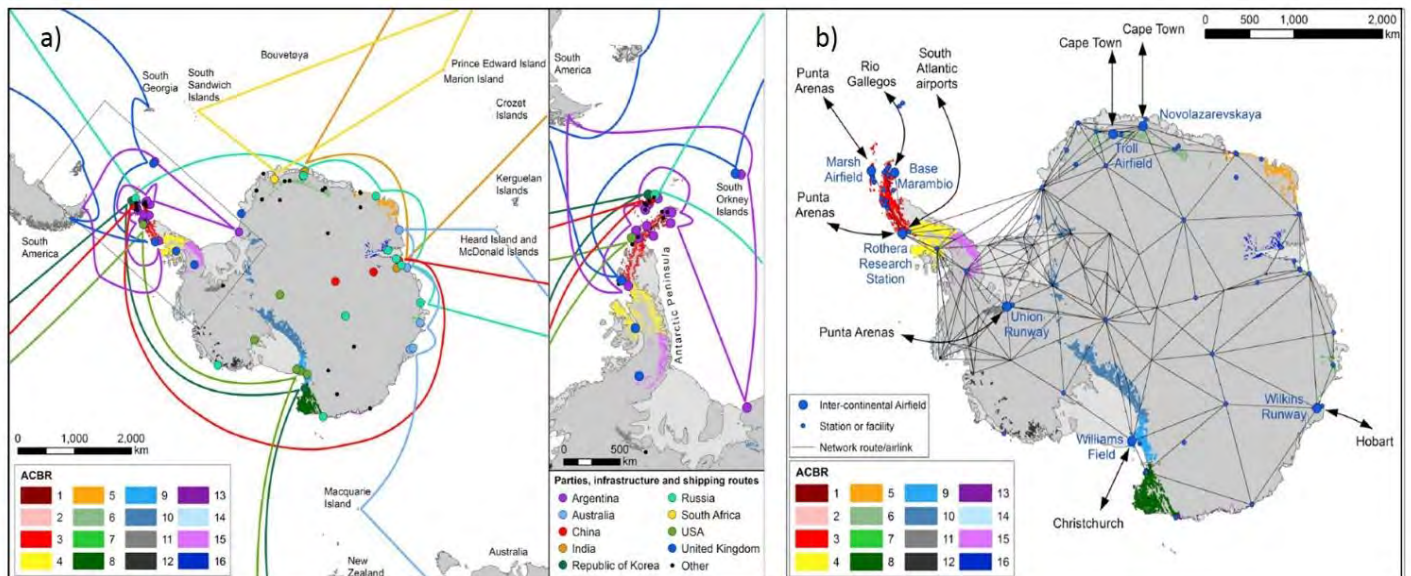 a)
Bouvetøya
South
Georgia
South
Sandwich
Islands
Prince Edward Island
Marion Island
Crozet
Islands
Kerguelan
Islands
Heard Island and
McDonald Islands
South
America
Macquarie
Island
New
Zealand
Australia
0 1,000 2,000
km
ACBR
1 5 9 13
2 6 10 14
3 7 11 15
4 8 12 16
South
America
South
Orkney
Islands
Antarctic Peninsula
0 500
km
Parties, infrastructure and shipping routes
Argentina Russia
Australia South Africa
China USA
India United Kingdom
Republic of Korea Other
b)
0 500 1,000 2,000
km
Cape Town
Cape Town
Punta
Arenas
Rio
Gallegos
South
Atlantic
airports
Novolazarevskaya
Troll
Airfield
Marsh
Airfield
Base
Marambio
Punta
Arenas
Rothera
Research
Station
Union
Runway
Punta Arenas
Wilkins
Runway
Hobart
Williams
Field
Christchurch
Inter-continental Airfield
Station or facility
Network route/airlink
ACBR
1 5 9 13
2 6 10 14
3 7 11 15
4 8 12 16